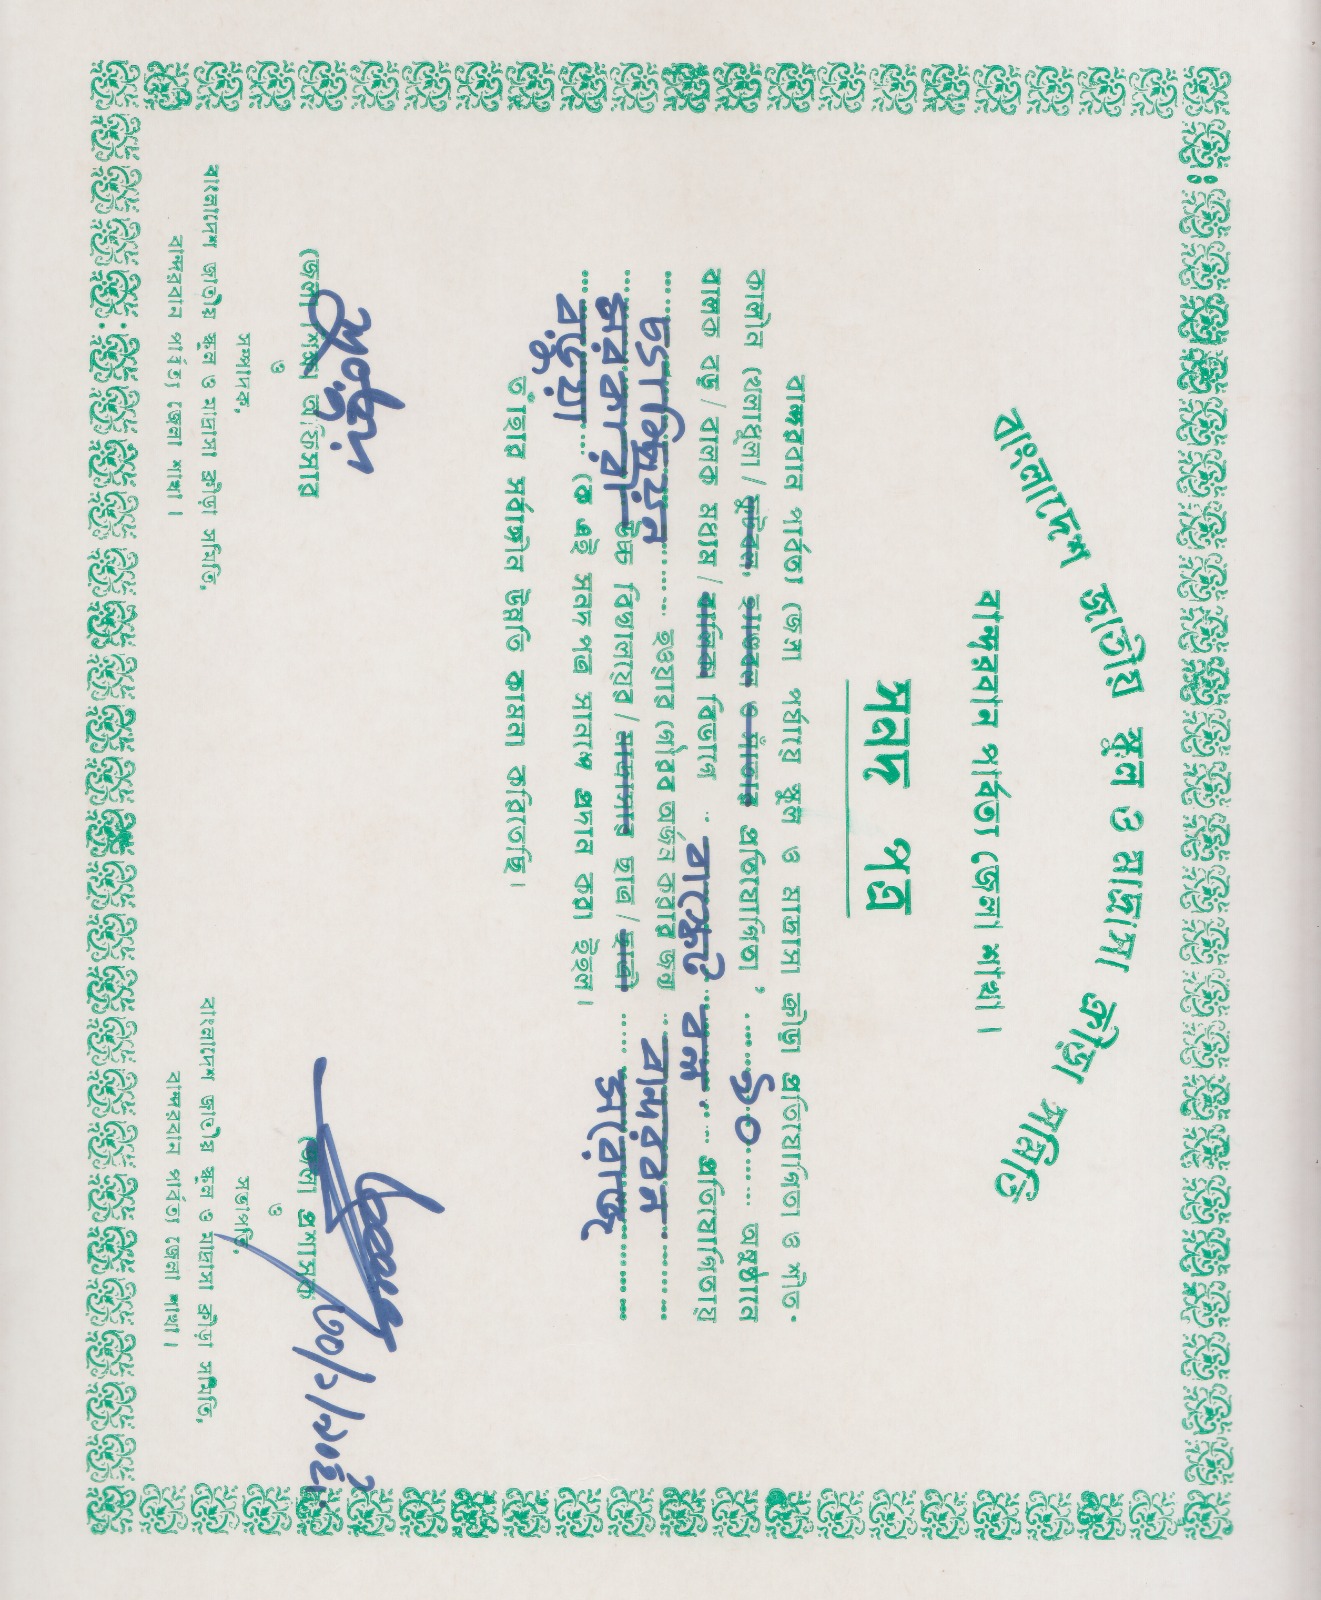 বাংলাদেশ জাতীয় স্কুল ও মাদ্রাসা ক্রীড়া সমিতি
বান্দরবান পার্বত্য জেলা শাখা।
সনদ পত্র
বান্দরবান পার্বত্য জেলা পর্যায়ে স্কুল ও মাদ্রাসা ক্রীড়া প্রতিযোগিতা ও শীত-
কালীন খেলাধূলা/ ফুটবল, হ্যাণ্ডবল ও সাঁতার প্রতিযোগিতা ’ ৯০ অনুষ্ঠানে
বালক বড়/বালক মধ্যম/বালিকা বিভাগে বাস্কেট বল প্রতিযোগিতায়
চ্যাম্পিয়ন হওয়ার গৌরব অর্জন করার জন্য বান্দরবন
সরকারী উচ্চ বিদ্যালয়ের/মাদ্রাসার ছাত্র/ছাত্রী সরোজ
বড়ুয়া কে এই সনদ পত্র সানন্দে প্রদান করা ইহল।
তাঁহার সর্বাঙ্গীন উন্নতি কামনা করিতেছি।
৩০/১/৯০ইং
জেলা শিক্ষা অফিসার
ও
সম্পাদক,
বাংলাদেশ জাতীয় স্কুল ও মাদ্রাসা ক্রীড়া সমিতি,
বান্দরবান পার্বত্য জেলা শাখা।
জেলা প্রশাসক
ও
সভাপতি,
বাংলাদেশ জাতীয় স্কুল ও মাদ্রাসা ক্রীড়া সমিতি,
বান্দরবান পার্বত্য জেলা শাখা।